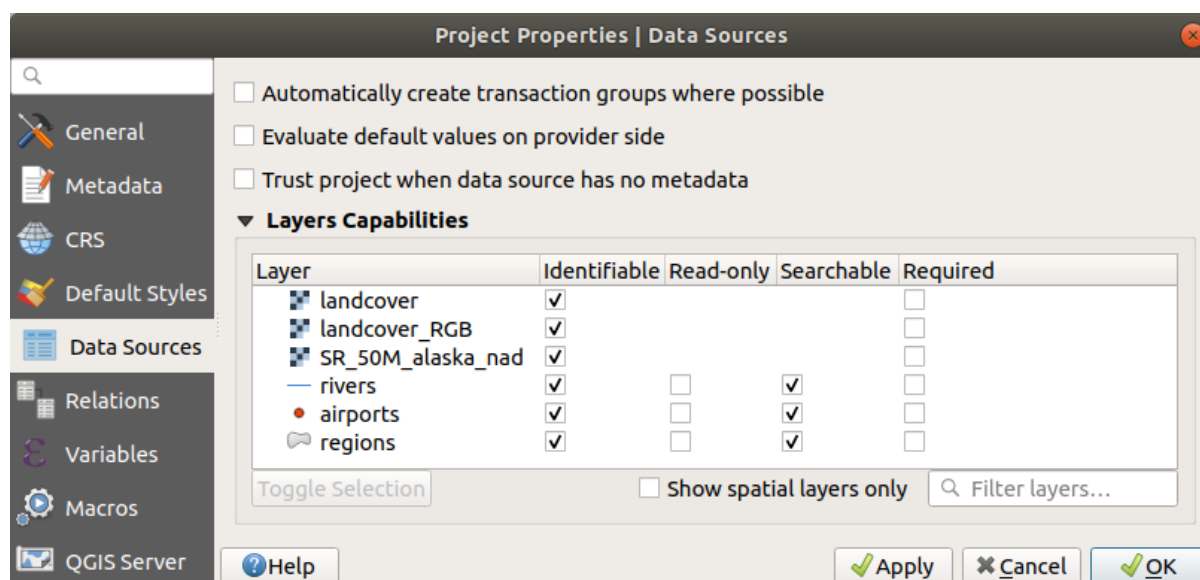 Project Properties | Data Sources
General
Metadata
CRS
Default Styles
Data Sources
Relations
Variables
Macros
QGIS Server
Automatically create transaction groups where possible
Evaluate default values on provider side
Trust project when data source has no metadata
Layers Capabilities
Layer Identifiable Read-only Searchable Required
landcover
landcover_RGB
SR_50M_alaska_nad
rivers
airports
regions
Toggle Selection Show spatial layers only Filter layers...
Help Apply Cancel OK